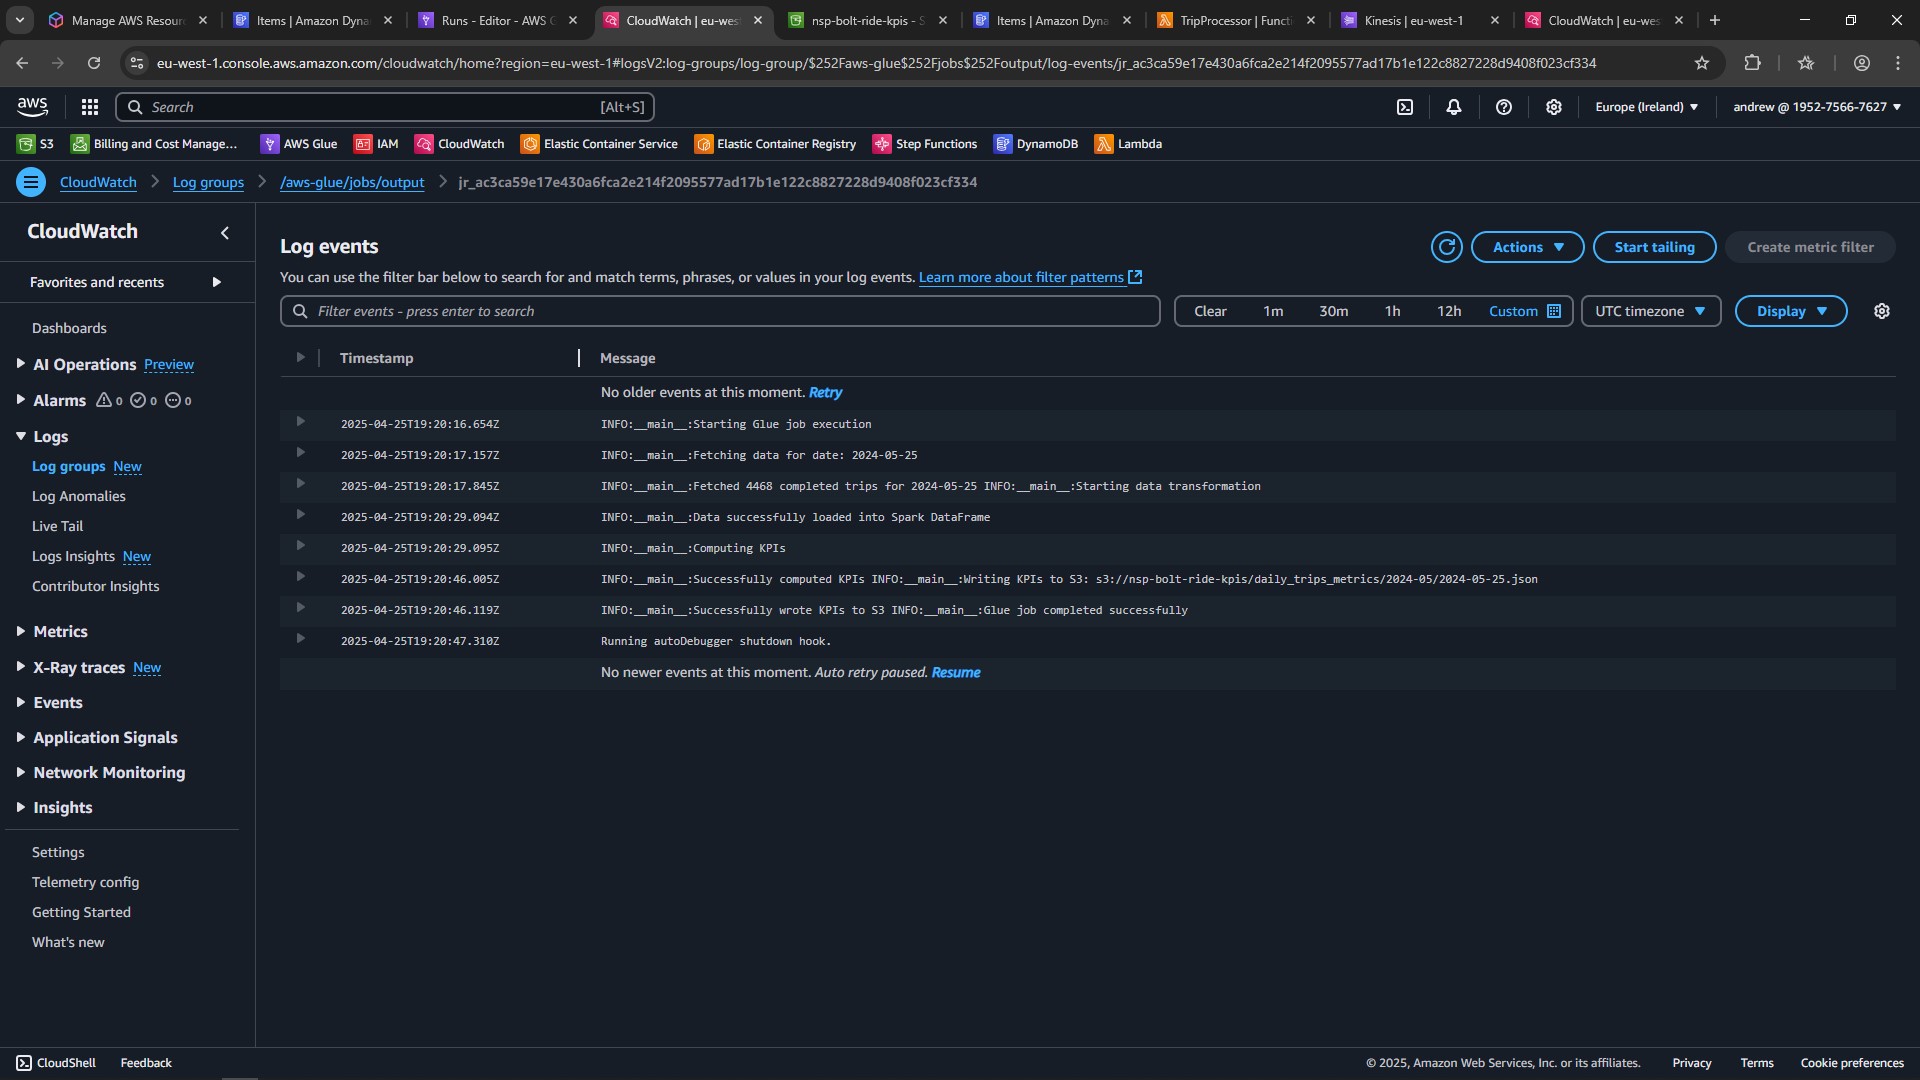 Manage AWS Resour
Items | Amazon Dyna
Runs - Editor - AWS G
CloudWatch | eu-wes
nsp-bolt-ride-kpis - S
Items | Amazon Dyna
TripProcessor | Functi
Kinesis | eu-west-1
CloudWatch | eu-wes
eu-west-1.console.aws.amazon.com/cloudwatch/home?region=eu-west-1#logsV2:log-groups/log-group/$252Faws-glue$252Fjobs$252Foutput/log-events/jr_ac3ca59e17e430a6fca2e214f2095577ad17b1e122c8827228d9408f023cf334
aws
Search
[Alt+S]
Europe (Ireland)
andrew @ 1952-7566-7627
S3
Billing and Cost Manage...
AWS Glue
IAM
CloudWatch
Elastic Container Service
Elastic Container Registry
Step Functions
DynamoDB
Lambda
CloudWatch
Log groups
/aws-glue/jobs/output
jr_ac3ca59e17e430a6fca2e214f2095577ad17b1e122c8827228d9408f023cf334
CloudWatch
Favorites and recents
Dashboards
AI Operations Preview
Alarms 0 0 0
Logs
Log groups New
Log Anomalies
Live Tail
Logs Insights New
Contributor Insights
Metrics
X-Ray traces New
Events
Application Signals
Network Monitoring
Insights
Settings
Telemetry config
Getting Started
What's new
Log events
Actions
Start tailing
Create metric filter
You can use the filter bar below to search for and match terms, phrases, or values in your log events. Learn more about filter patterns
Filter events - press enter to search
Clear
1m
30m
1h
12h
Custom
UTC timezone
Display
Timestamp
Message
No older events at this moment. Retry
2025-04-25T19:20:16.654Z INFO:__main__:Starting Glue job execution
2025-04-25T19:20:17.157Z INFO:__main__:Fetching data for date: 2024-05-25
2025-04-25T19:20:17.845Z INFO:__main__:Fetched 4468 completed trips for 2024-05-25 INFO:__main__:Starting data transformation
2025-04-25T19:20:29.094Z INFO:__main__:Data successfully loaded into Spark DataFrame
2025-04-25T19:20:29.095Z INFO:__main__:Computing KPIs
2025-04-25T19:20:46.005Z INFO:__main__:Successfully computed KPIs INFO:__main__:Writing KPIs to S3: s3://nsp-bolt-ride-kpis/daily_trips_metrics/2024-05/2024-05-25.json
2025-04-25T19:20:46.119Z INFO:__main__:Successfully wrote KPIs to S3 INFO:__main__:Glue job completed successfully
2025-04-25T19:20:47.310Z Running autoDebugger shutdown hook.
No newer events at this moment. Auto retry paused. Resume
CloudShell
Feedback
© 2025, Amazon Web Services, Inc. or its affiliates.
Privacy
Terms
Cookie preferences